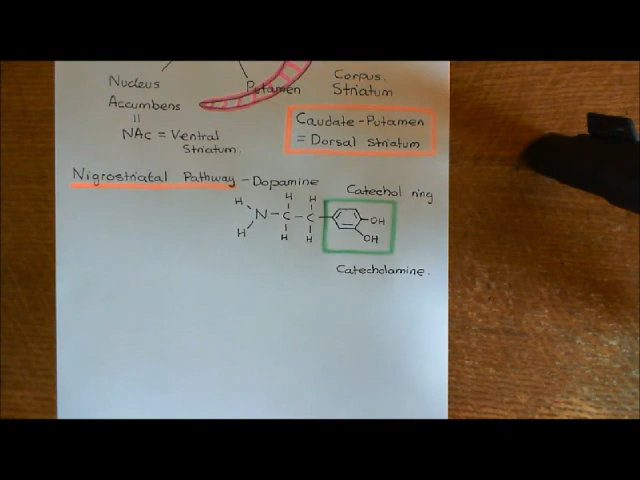 Nucleus
Accumbens
NAc = Ventral
Striatum.
Putamen
Corpus.
Striatum
Caudate-Putamen
= Dorsal Striatum
Nigrostriatal Pathway - Dopamine
Catechol ring
H H H
N - C - C OH
H H H OH
Catecholamine.